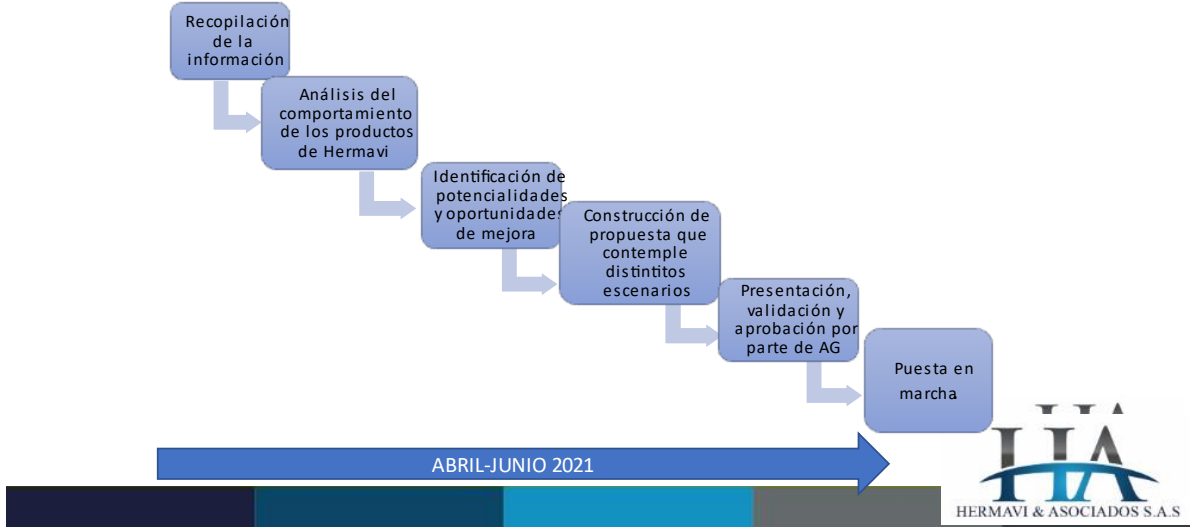 Recopilación
de la
información
Análisis del
comportamiento
de los productos
de Hermavi
Identificación de
potencialidades
y oportunidades
de mejora
Construcción de
propuesta que
contemple
distintitos
escenarios
Presentación,
validación y
aprobación por
parte de AG
Puesta en
marcha.
ABRIL-JUNIO 2021
HA
HERMAVI & ASOCIADOS S.A.S